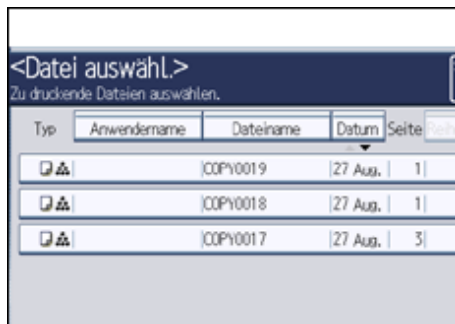 <Datei auswähl.>
Zu druckende Dateien auswählen.
Typ Anwendername Dateiname Datum Seite Reih
COPY0019 27 Aug. 1
COPY0018 27 Aug. 1
COPY0017 27 Aug. 3